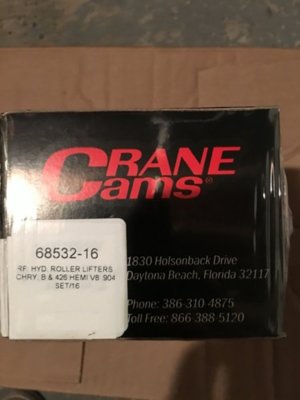 CRANE
Cams®
68532-16
RF. HYD. ROLLER LIFTERS
CHRY. B & 426 HEMI V8 .904
SET/16
1830 Holsonback Drive
Daytona Beach, Florida 32117
Phone: 386-310-4875
Toll Free: 866-388-5120